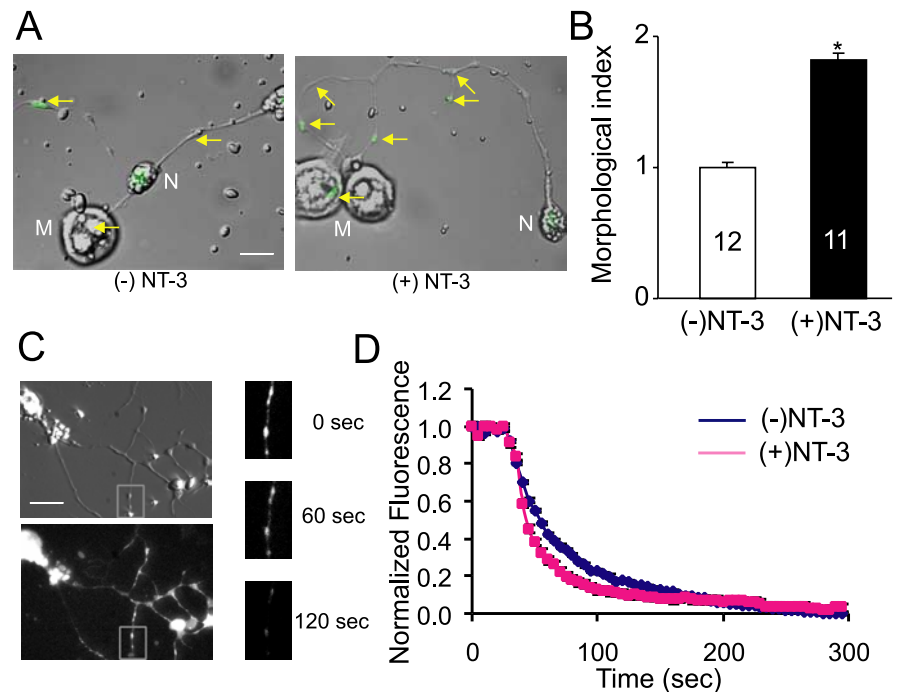 A
N
M
(-) NT-3
M
N
(+) NT-3
B
Morphological index
2
1
0
*
12
11
(-)NT-3
(+)NT-3
C
0 sec
60 sec
120 sec
D
Normalized Fluorescence
1.2
1.0
0.8
0.6
0.4
0.2
0.0
(-)NT-3
(+)NT-3
0 100 200 300
Time (sec)